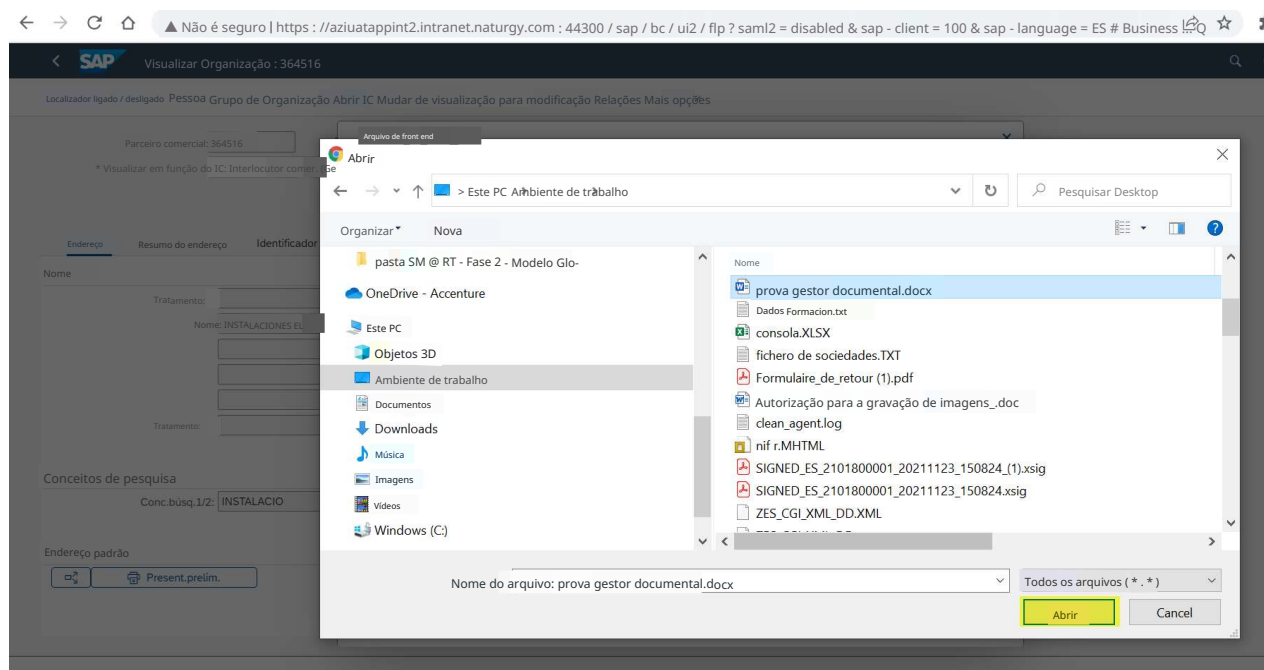 ▲ Não é seguro | https : //aziuatappint2.intranet.naturgy.com : 44300 / sap / bc / ui2 / flp ? saml2 = disabled & sap - client = 100 & sap - language = ES # Business
SAP Visualizar Organização : 364516
Localizador ligado / desligado Pessoa Grupo de Organização Abrir IC Mudar de visualização para modificação Relações Mais opções
Parceiro comercial: 364516
* Visualizar em função do IC: Interlocutor comer. (Ge
Endereço Resumo do endereço Identificador
Nome
Tratamento:
Nome: INSTALACIONES EL
Tratamento:
Conceitos de pesquisa
Conc.búsq.1/2: INSTALACIO
Endereço padrão
Present.prelim.
Arquivo de front end
Abrir
> Este PC Ambiente de trabalho
Pesquisar Desktop
Organizar Nova
pasta SM @ RT - Fase 2 - Modelo Glo-
OneDrive - Accenture
Este PC
Objetos 3D
Ambiente de trabalho
Documentos
Downloads
Música
Imagens
Vídeos
Windows (C:)
Nome
prova gestor documental.docx
Dados Formacion.txt
consola.XLSX
fichero de sociedades.TXT
Formulaire_de_retour (1).pdf
Autorização para a gravação de imagens_.doc
clean_agent.log
nif r.MHTML
SIGNED_ES_2101800001_20211123_150824_(1).xsig
SIGNED_ES_2101800001_20211123_150824.xsig
ZES_CGI_XML_DD.XML
Nome do arquivo: prova gestor documental.docx
Todos os arquivos ( * . * )
Abrir Cancel